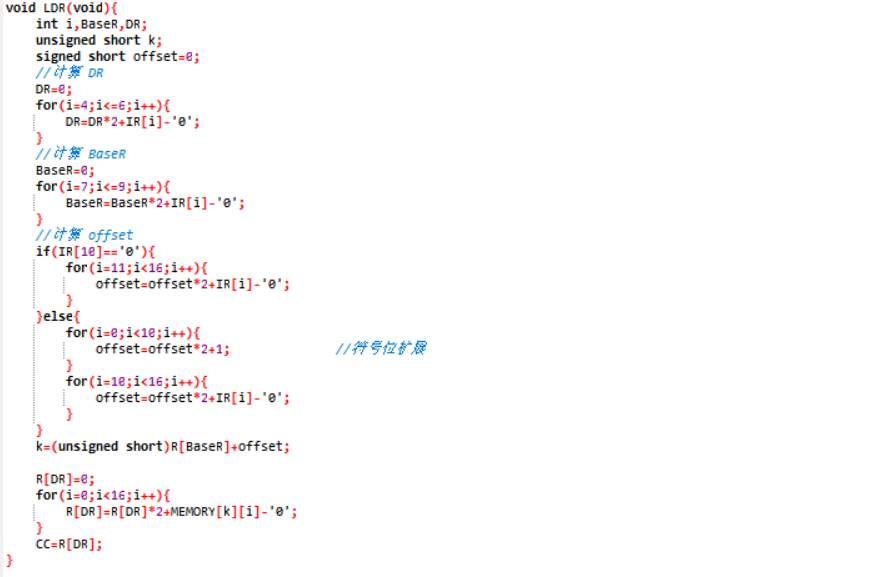 void LDR(void){
    int i,BaseR,DR;
    unsigned short k;
    signed short offset=0;
    //计算 DR
    DR=0;
    for(i=4;i<=6;i++){
        DR=DR*2+IR[i]-'0';
    }
    //计算 BaseR
    BaseR=0;
    for(i=7;i<=9;i++){
        BaseR=BaseR*2+IR[i]-'0';
    }
    //计算 offset
    if(IR[10]=='0'){
        for(i=11;i<16;i++){
            offset=offset*2+IR[i]-'0';
        }
    }else{
        for(i=0;i<10;i++){
            offset=offset*2+1;              //符号位扩展
        }
        for(i=10;i<16;i++){
            offset=offset*2+IR[i]-'0';
        }
    }
    k=(unsigned short)R[BaseR]+offset;

    R[DR]=0;
    for(i=0;i<16;i++){
        R[DR]=R[DR]*2+MEMORY[k][i]-'0';
    }
    CC=R[DR];
}